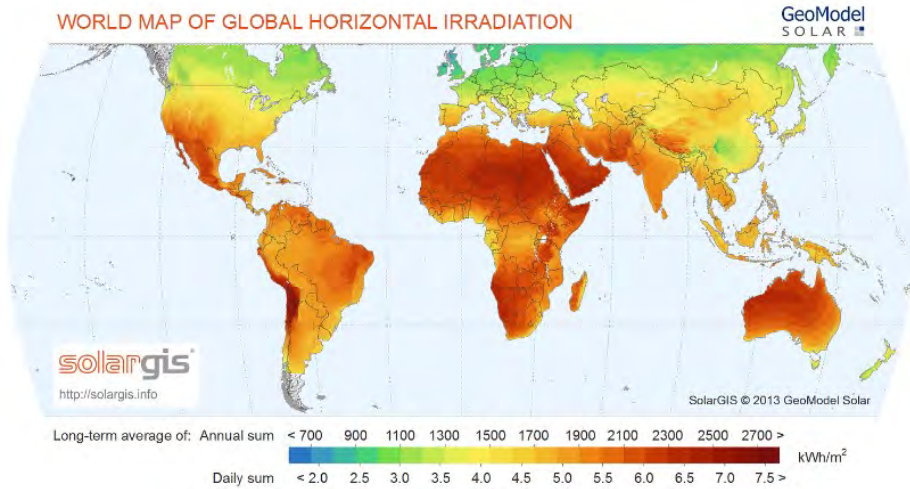 WORLD MAP OF GLOBAL HORIZONTAL IRRADIATION
GeoModel
SOLAR
solargis
http://solargis.info
SolarGIS © 2013 GeoModel Solar
Long-term average of: Annual sum < 700 900 1100 1300 1500 1700 1900 2100 2300 2500 2700 >
kWh/m²
Daily sum < 2.0 2.5 3.0 3.5 4.0 4.5 5.0 5.5 6.0 6.5 7.0 7.5 >